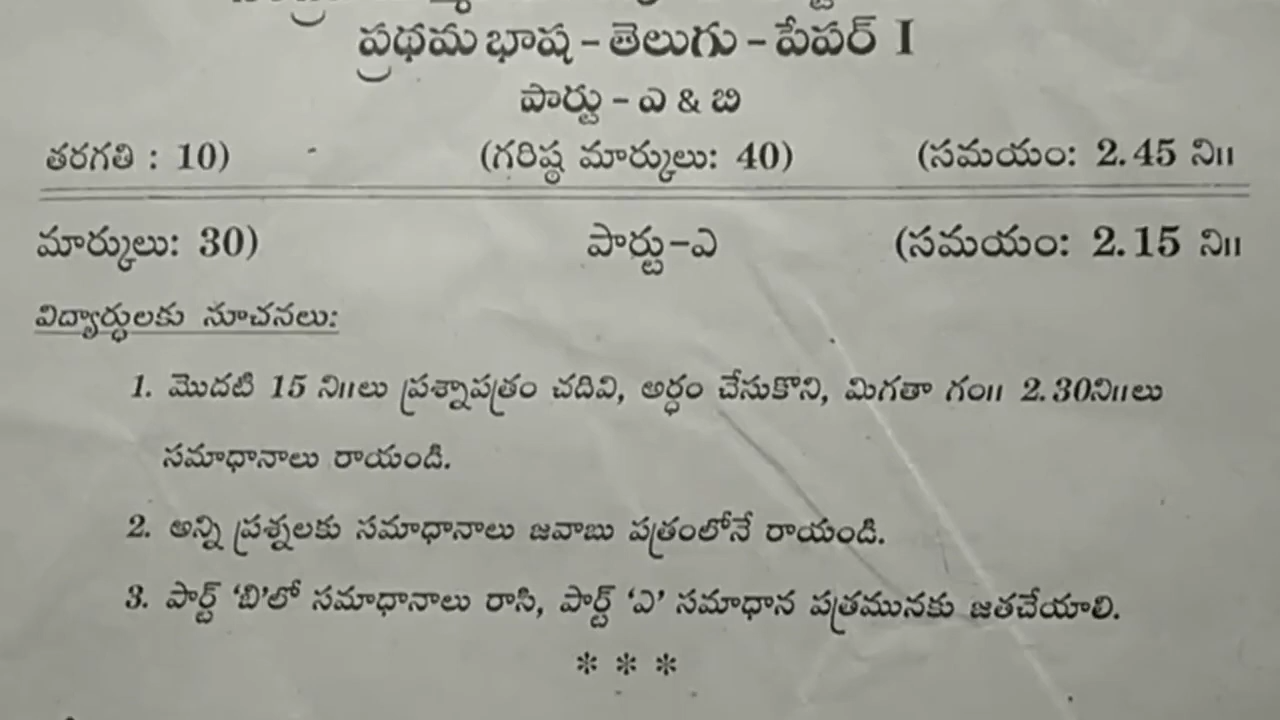 ప్రథమ భాష - తెలుగు - పేపర్ I
పార్టు - ఎ & బి
తరగతి : 10) (గరిష్ఠ మార్కులు: 40) (సమయం: 2.45 ని॥
మార్కులు: 30) పార్టు-ఎ (సమయం: 2.15 ని॥
విద్యార్ధులకు సూచనలు:
1. మొదటి 15 ని॥లు ప్రశ్నాపత్రం చదివి, అర్ధం చేసుకొని, మిగతా గం॥ 2.30ని॥లు
సమాధానాలు రాయండి.
2. అన్ని ప్రశ్నలకు సమాధానాలు జవాబు పత్రంలోనే రాయండి.
3. పార్ట్ ‘బి’లో సమాధానాలు రాసి, పార్ట్ ‘ఎ’ సమాధాన పత్రమునకు జతచేయాలి.
* * *